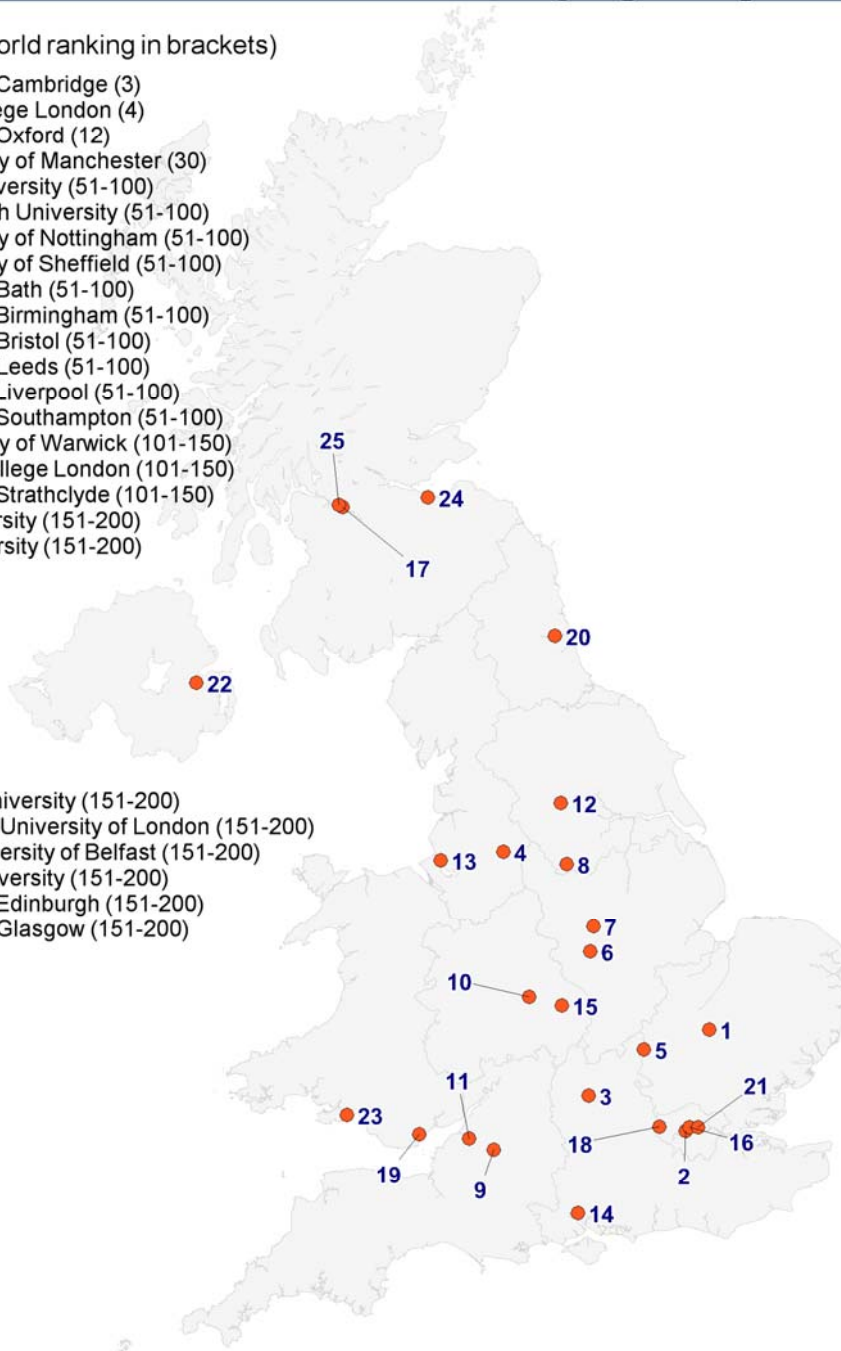 orld ranking in brackets)
Cambridge (3)
ege London (4)
Oxford (12)
y of Manchester (30)
versity (51-100)
h University (51-100)
y of Nottingham (51-100)
y of Sheffield (51-100)
Bath (51-100)
Birmingham (51-100)
Bristol (51-100)
Leeds (51-100)
Liverpool (51-100)
Southampton (51-100)
y of Warwick (101-150)
llege London (101-150)
Strathclyde (101-150)
rsity (151-200)
rsity (151-200)
25
24
17
20
22
niversity (151-200)
University of London (151-200)
ersity of Belfast (151-200)
versity (151-200)
Edinburgh (151-200)
Glasgow (151-200)
12
4
13
8
7
6
10
15
1
5
11
3
21
23
18
16
19
2
9
14